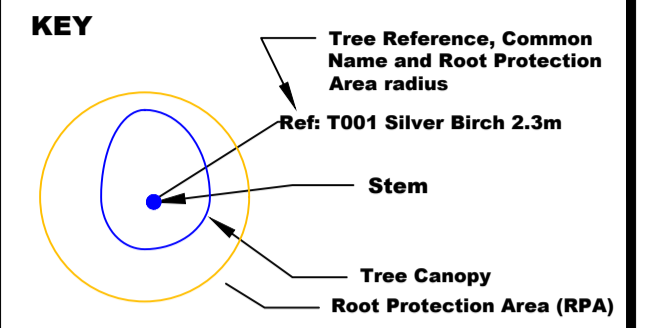 KEY
Tree Reference, Common
Name and Root Protection
Area radius
Ref: T001 Silver Birch 2.3m
Stem
Tree Canopy
Root Protection Area (RPA)